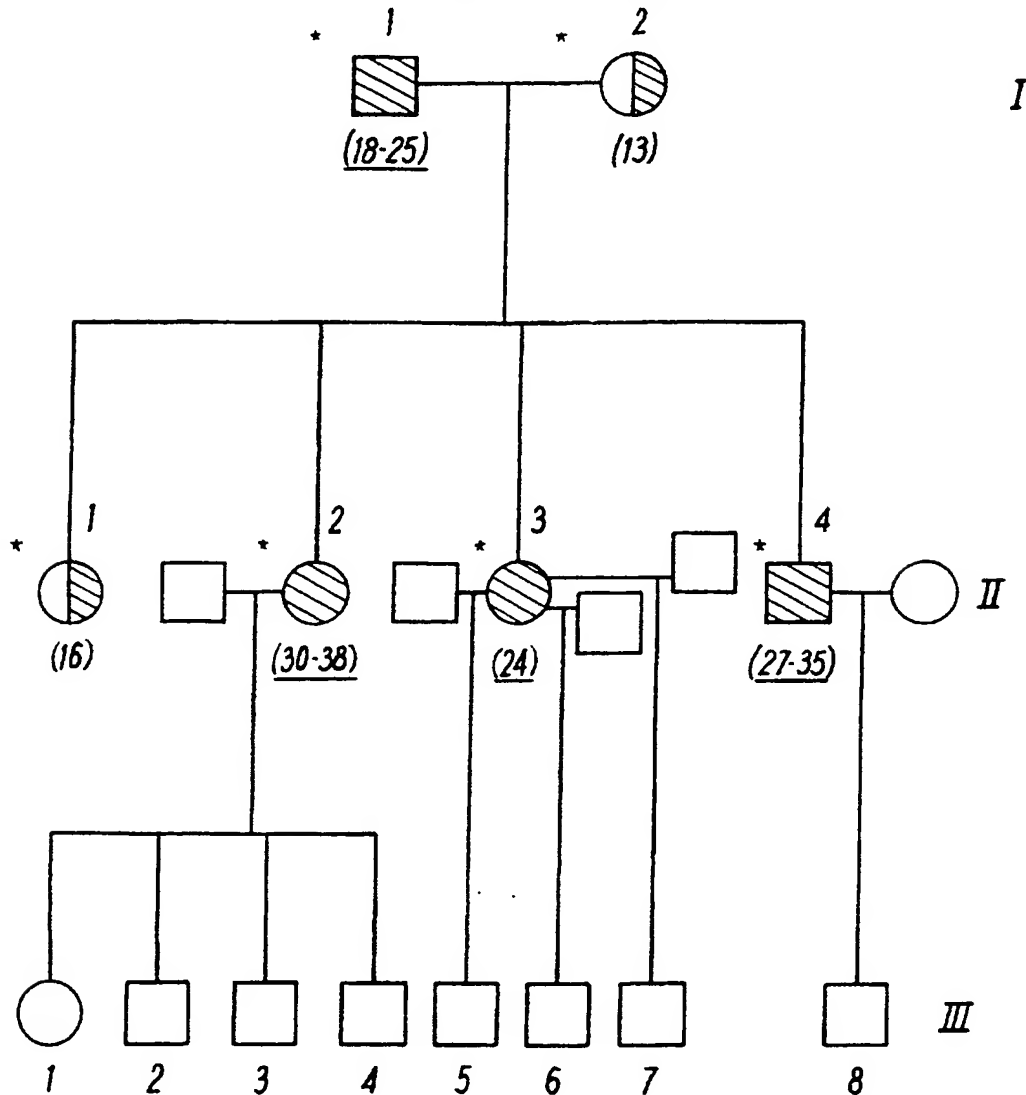 * 1 * 2
I
(18-25) (13)
* 1 * 2 * 3 * 4
II
(16) (30-38) (24) (27-35)
III
1 2 3 4 5 6 7 8